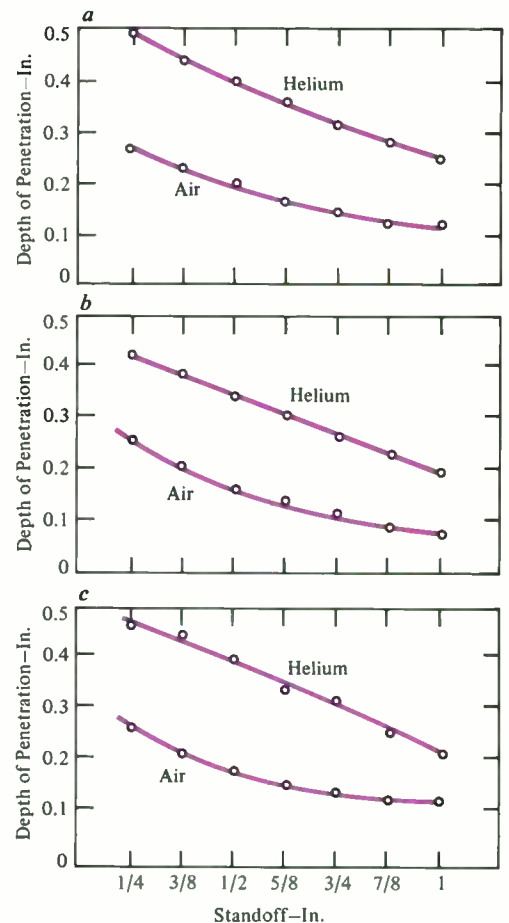 a
0.5
0.4
0.3
0.2
0.1
0
Depth of Penetration—In.
Helium
Air
b
0.5
0.4
0.3
0.2
0.1
0
Depth of Penetration—In.
Helium
Air
c
0.5
0.4
0.3
0.2
0.1
0
Depth of Penetration—In.
Helium
Air
1/4 3/8 1/2 5/8 3/4 7/8 1
Standoff—In.